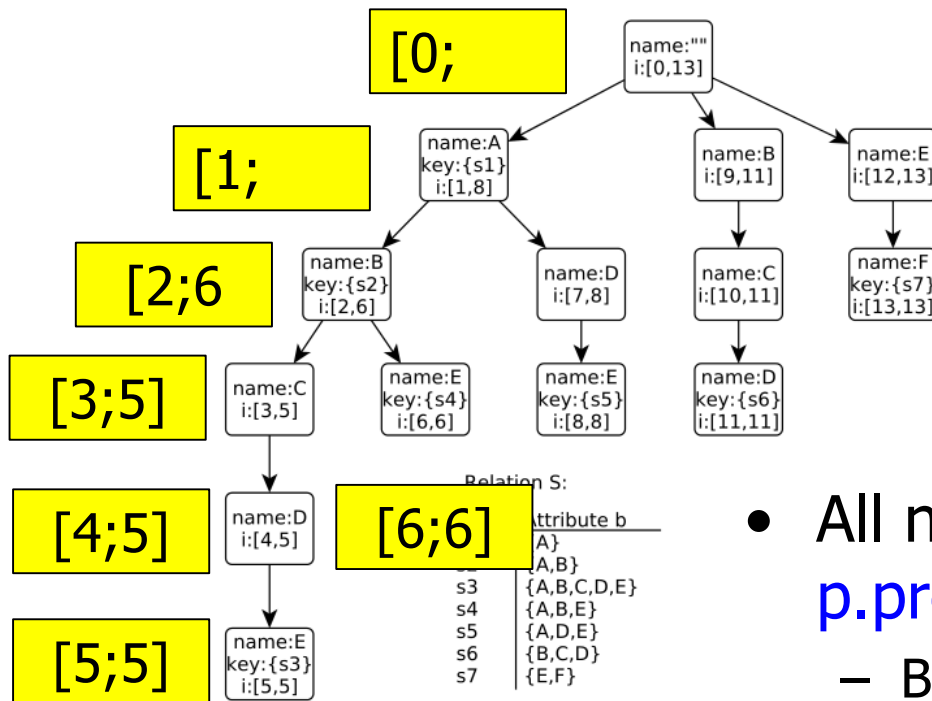 [0;
name:""
i:[0,13]
[1;
name:A
key:{s1}
i:[1,8]
name:B
i:[9,11]
name:E
i:[12,13]
[2;6
name:B
key:{s2}
i:[2,6]
name:D
i:[7,8]
name:C
i:[10,11]
name:F
key:{s7}
i:[13,13]
[3;5]
name:C
i:[3,5]
name:E
key:{s4}
i:[6,6]
name:E
key:{s5}
i:[8,8]
name:D
key:{s6}
i:[11,11]
[4;5]
name:D
i:[4,5]
[6;6]
Relation S:
Attribute b
A}
{A,B}
s3 {A,B,C,D,E}
s4 {A,B,E}
s5 {A,D,E}
s6 {B,C,D}
s7 {E,F}
[5;5]
name:E
key:{s3}
i:[5,5]
• All
– B